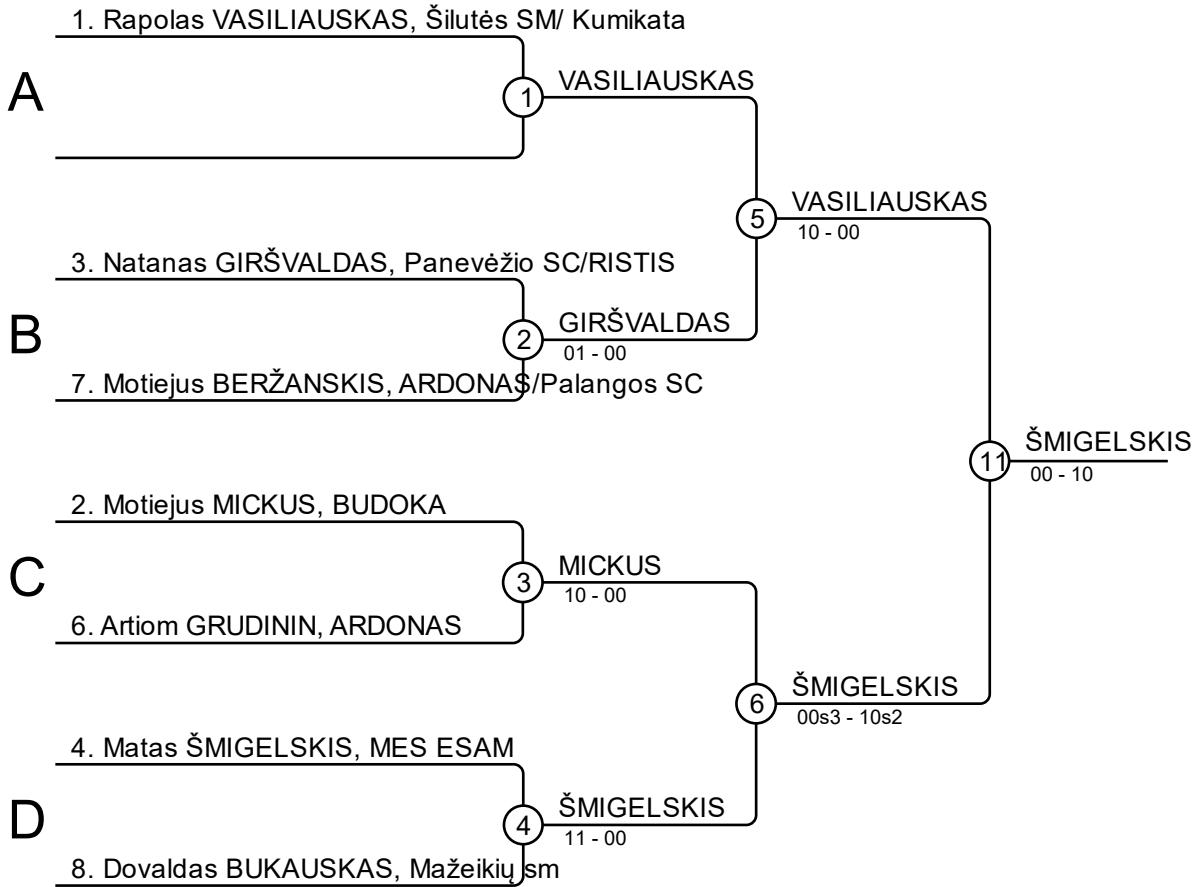 1. Rapolas VASILIAUSKAS, Šilutės SM/ Kumikata
A
1
VASILIAUSKAS
5
VASILIAUSKAS
10 - 00
3. Natanas GIRŠVALDAS, Panevėžio SC/RISTIS
B
2
GIRŠVALDAS
01 - 00
7. Motiejus BERŽANSKIS, ARDONAS/Palangos SC
11
ŠMIGELSKIS
00 - 10
2. Motiejus MICKUS, BUDOKA
C
3
MICKUS
10 - 00
6. Artiom GRUDININ, ARDONAS
6
ŠMIGELSKIS
00s3 - 10s2
4. Matas ŠMIGELSKIS, MES ESAM
D
4
ŠMIGELSKIS
11 - 00
8. Dovaldas BUKAUSKAS, Mažeikių sm